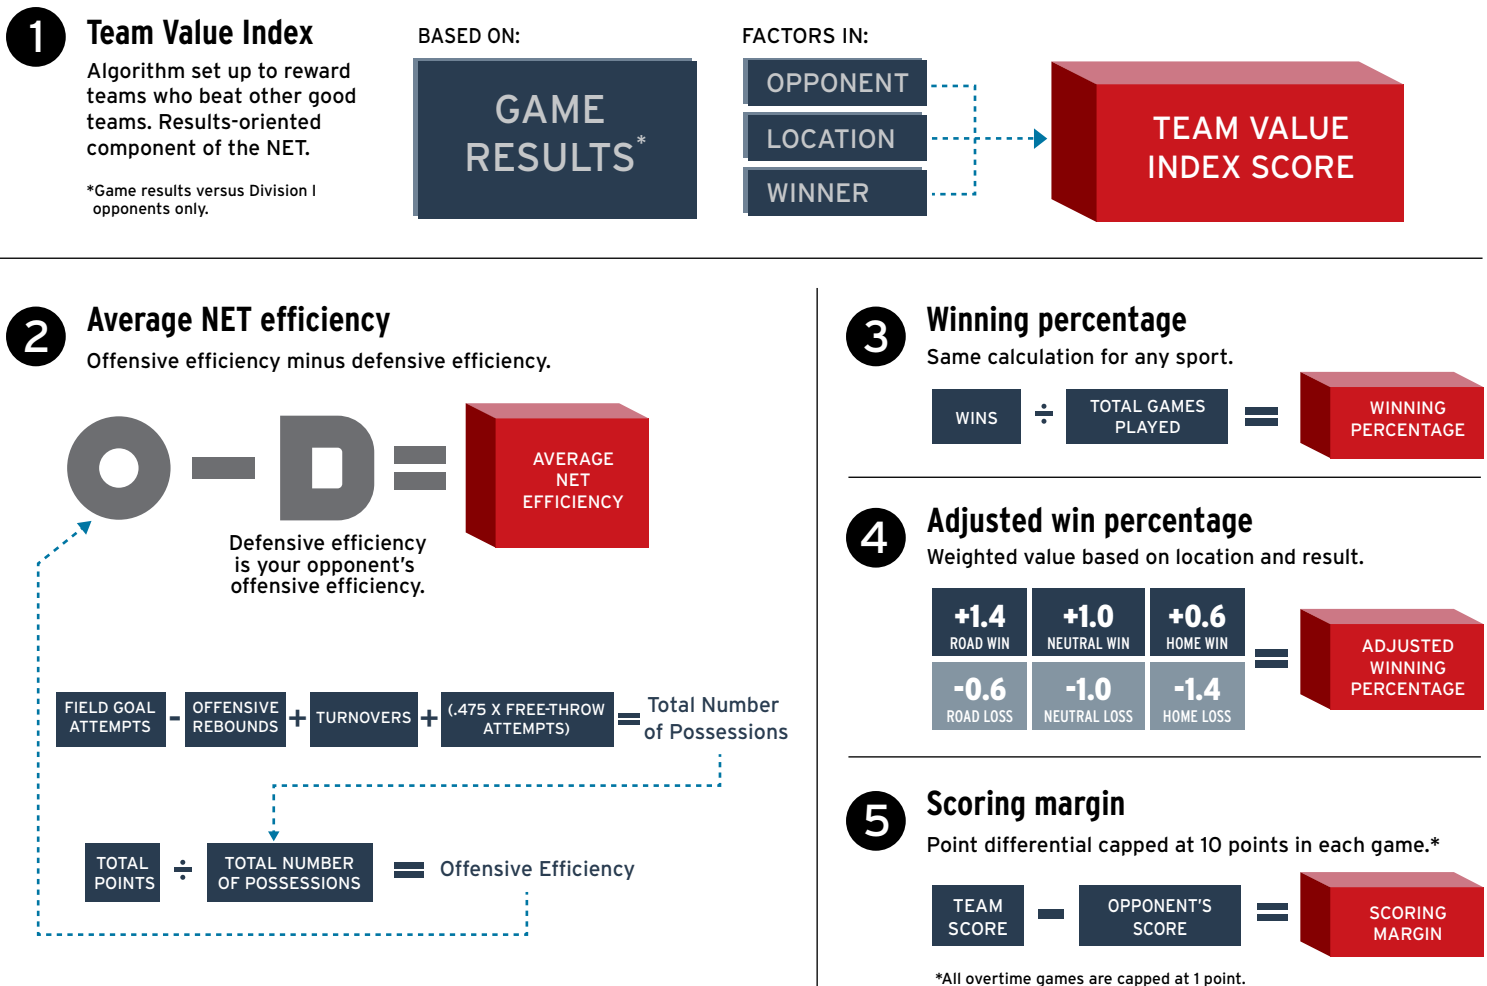 1
Team Value Index
Algorithm set up to reward
teams who beat other good
teams. Results-oriented
component of the NET.
*Game results versus Division I
opponents only.
BASED ON:
GAME
RESULTS*
FACTORS IN:
OPPONENT
LOCATION
WINNER
TEAM VALUE
INDEX SCORE
2
Average NET efficiency
Offensive efficiency minus defensive efficiency.
O - D =
AVERAGE
NET
EFFICIENCY
Defensive efficiency
is your opponent's
offensive efficiency.
FIELD GOAL
ATTEMPTS
-
OFFENSIVE
REBOUNDS
+
TURNOVERS
+
(.475 X FREE-THROW
ATTEMPTS)
=
Total Number
of Possessions
TOTAL
POINTS
÷
TOTAL NUMBER
OF POSSESSIONS
=
Offensive Efficiency
3
Winning percentage
Same calculation for any sport.
WINS
÷
TOTAL GAMES
PLAYED
=
WINNING
PERCENTAGE
4
Adjusted win percentage
Weighted value based on location and result.
+1.4
ROAD WIN
+1.0
NEUTRAL WIN
+0.6
HOME WIN
-0.6
ROAD LOSS
-1.0
NEUTRAL LOSS
-1.4
HOME LOSS
=
ADJUSTED
WINNING
PERCENTAGE
5
Scoring margin
Point differential capped at 10 points in each game.*
TEAM
SCORE
-
OPPONENT'S
SCORE
=
SCORING
MARGIN
*All overtime games are capped at 1 point.